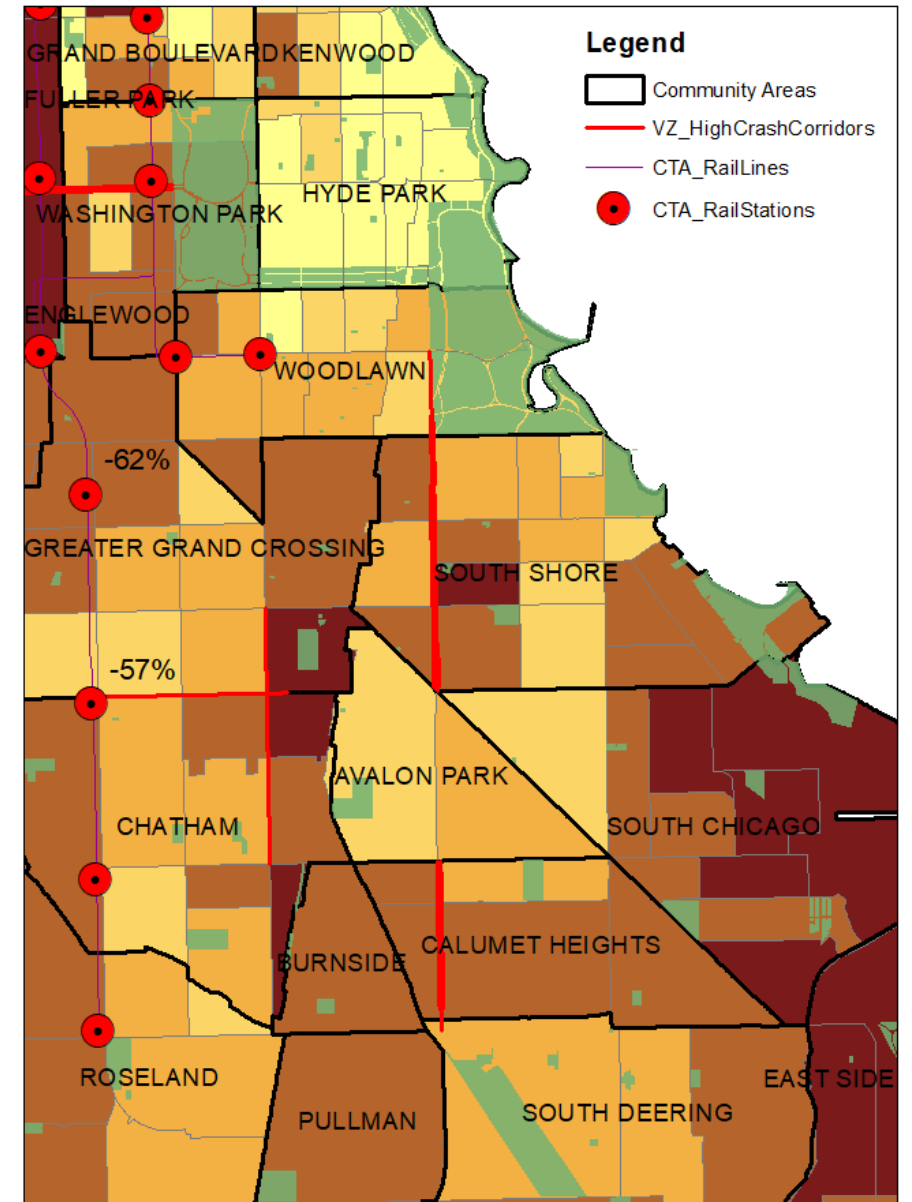 GRAND BOULEVARD
KENWOOD
FULLER PARK
Legend
Community Areas
VZ_HighCrashCorridors
CTA_RailLines
CTA_RailStations
HYDE PARK
WASHINGTON PARK
ENGLEWOOD
WOODLAWN
-62%
GREATER GRAND CROSSING
SOUTH SHORE
-57%
AVALON PARK
CHATHAM
SOUTH CHICAGO
BURNSIDE
CALUMET HEIGHTS
ROSELAND
EAST SIDE
PULLMAN
SOUTH DEERING